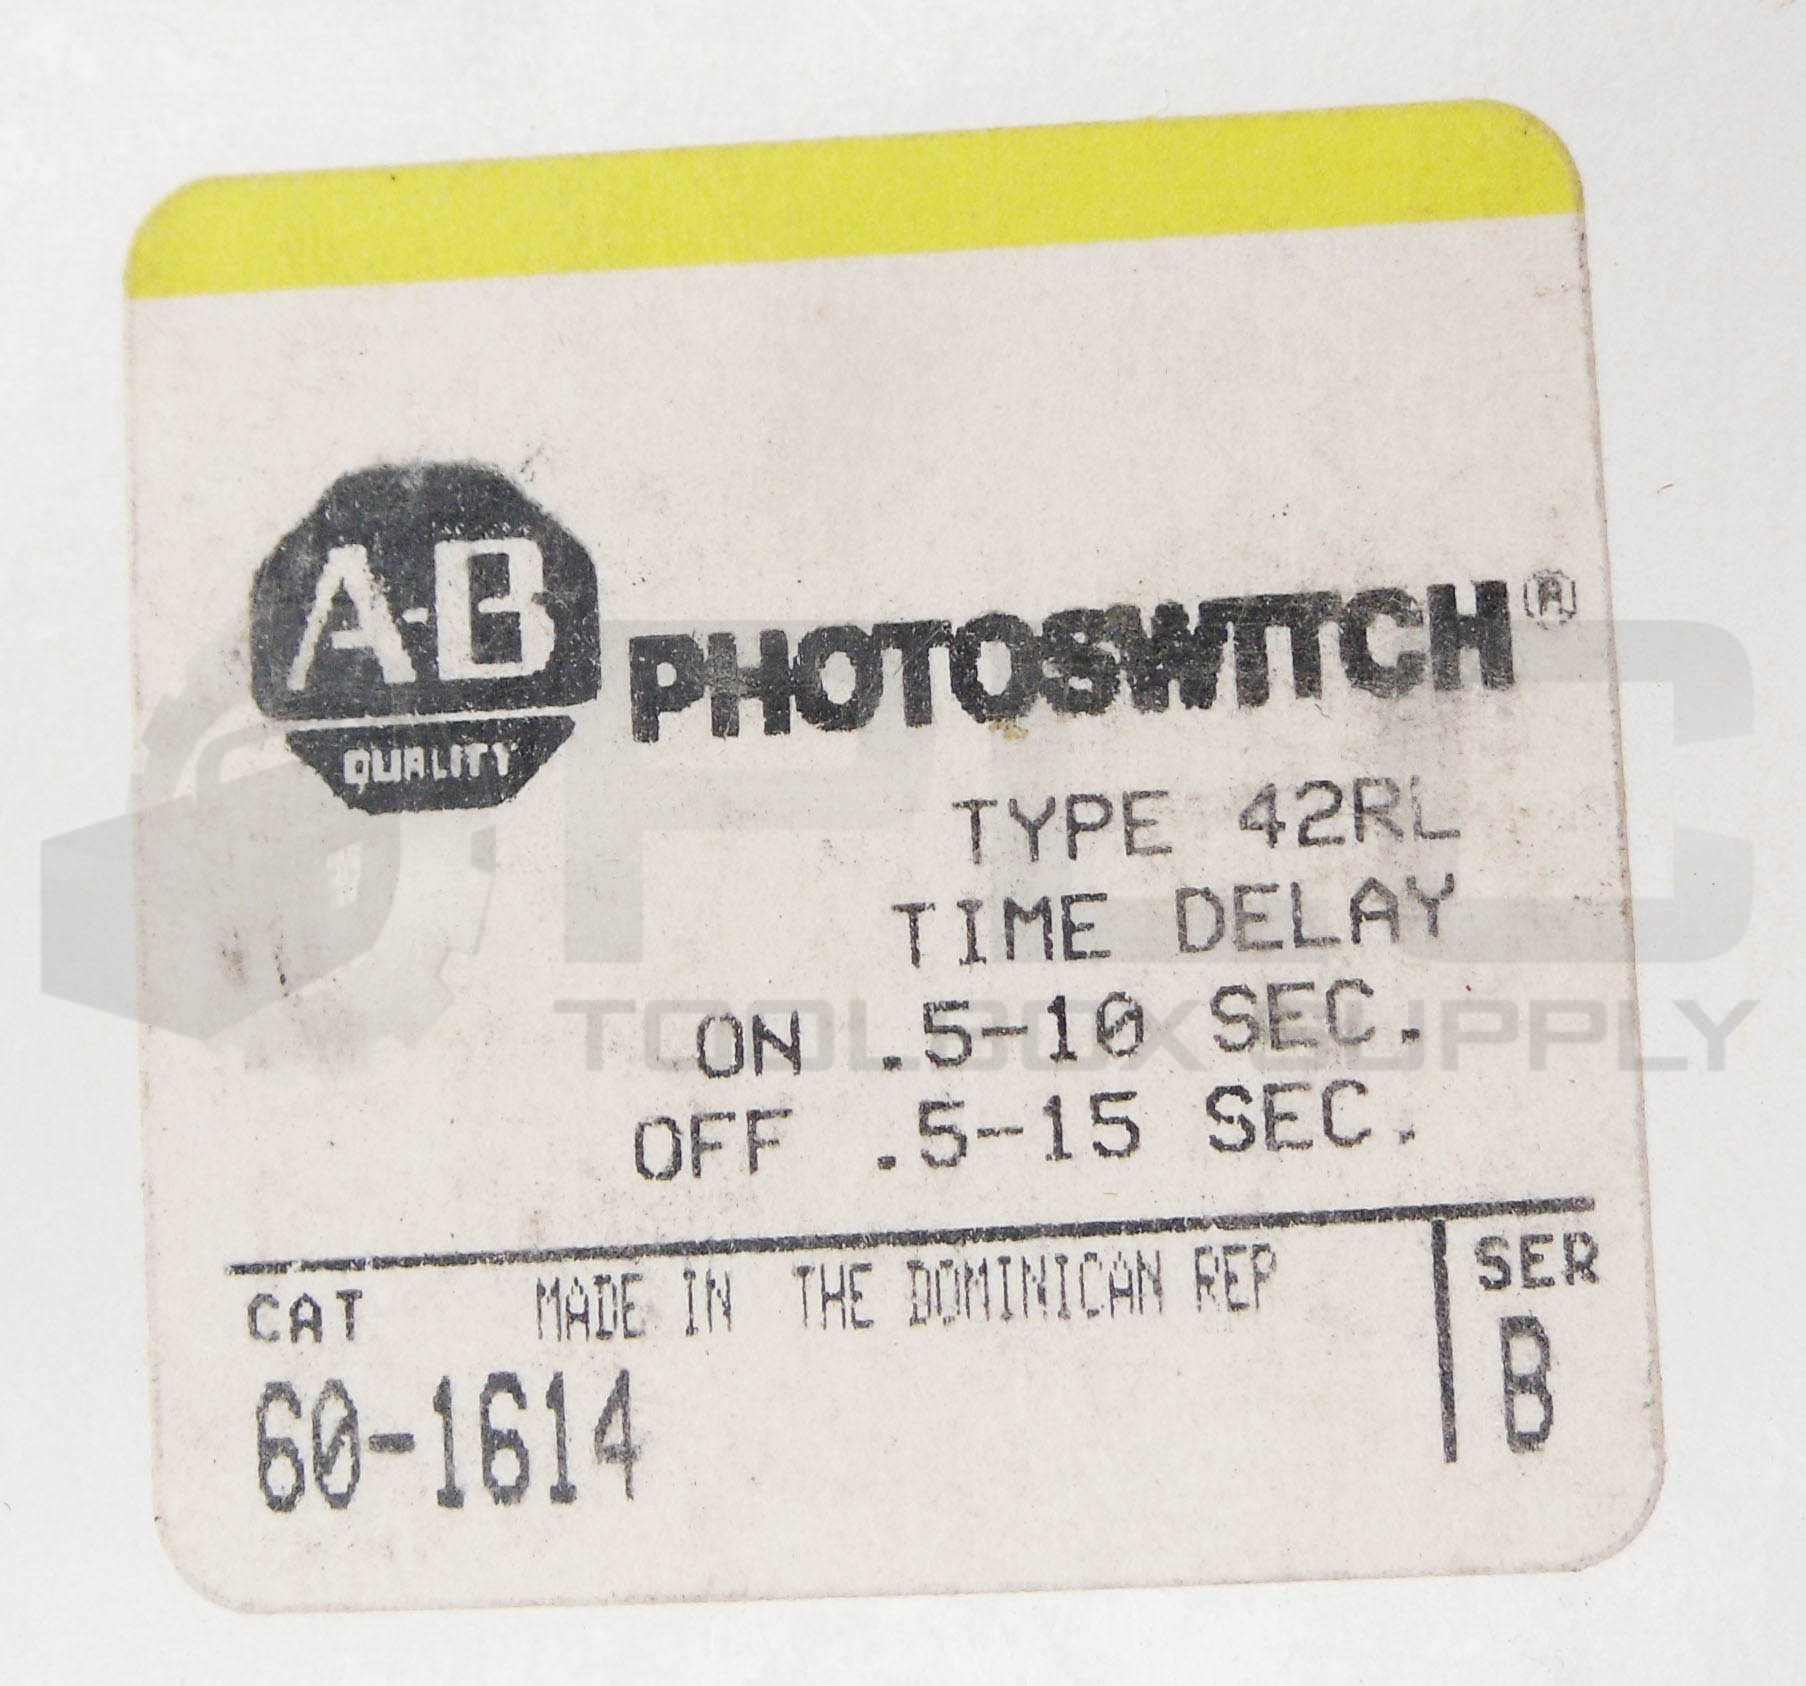 A-B
QUALITY
PHOTOSWITCH®
TYPE 42RL
TIME DELAY
ON .5-10 SEC.
OFF .5-15 SEC.
CAT MADE IN THE DOMINICAN REP SER
60-1614 B
PLC
TOOLBOX SUPPLY